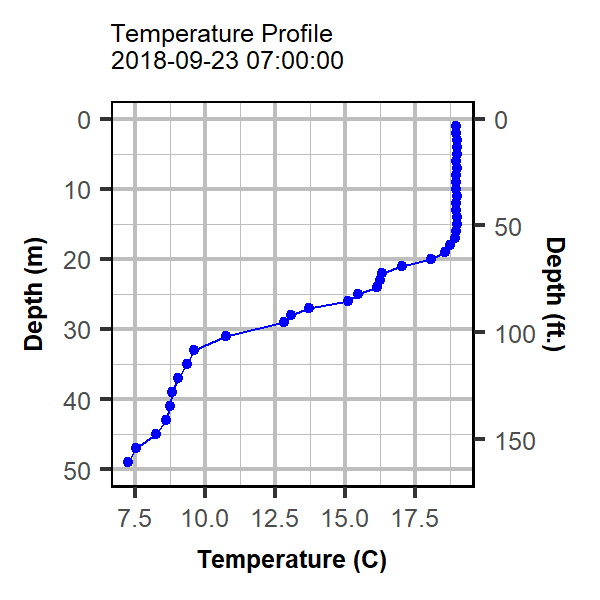 Temperature Profile
2018-09-23 07:00:00
0
10
20
30
40
50
Depth (m)
0
50
100
150
Depth (ft.)
7.5 10.0 12.5 15.0 17.5
Temperature (C)